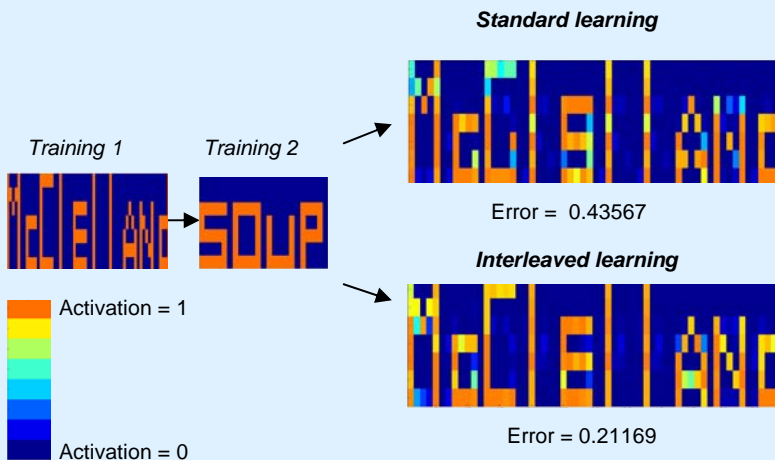 Standard learning
Training 1
Training 2
McClElland
SOUP
Error = 0.43567
Interleaved learning
Activation = 1
Activation = 0
Error = 0.21169